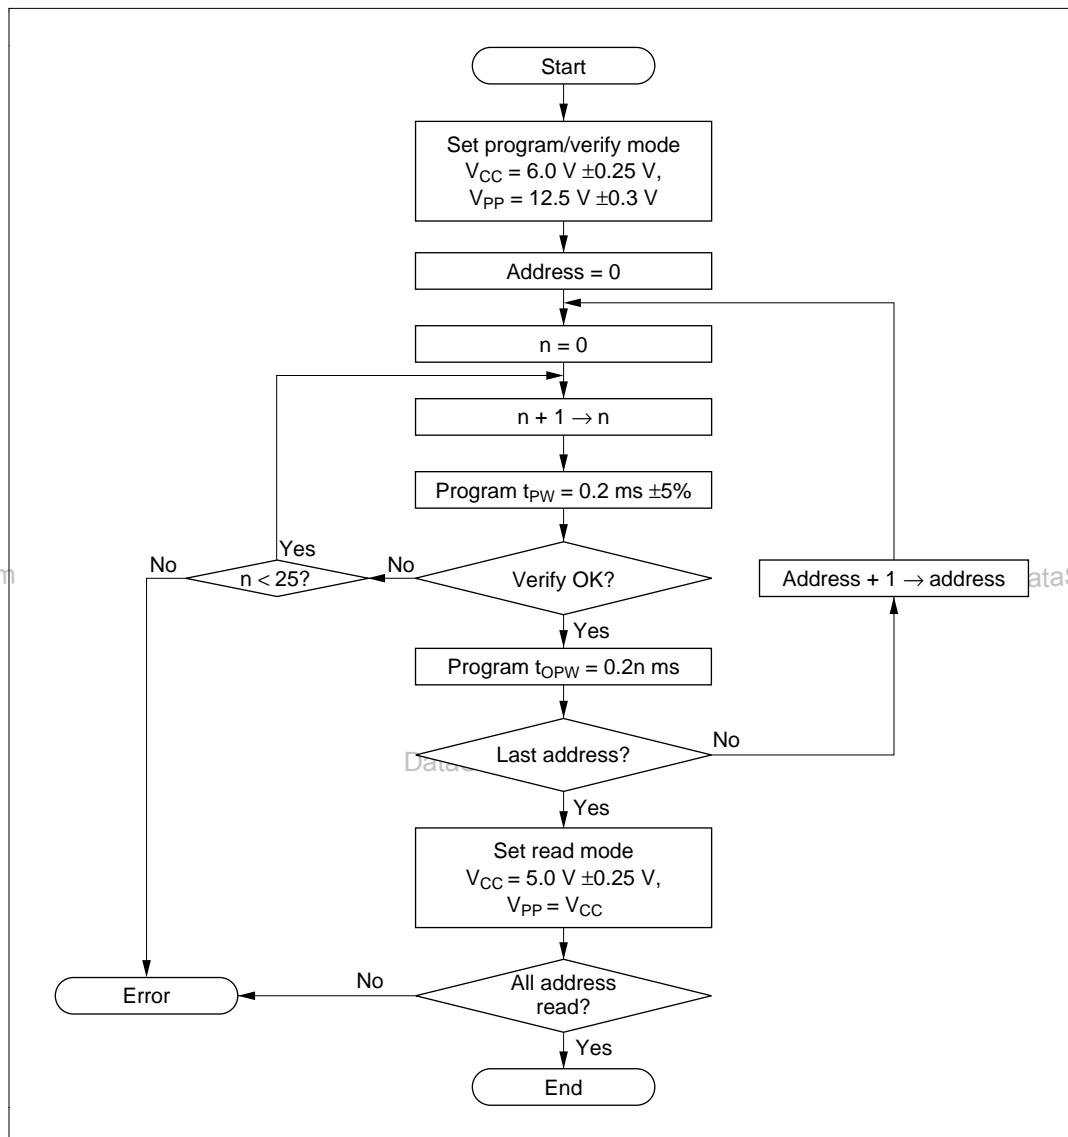 Start
Set program/verify mode
VCC = 6.0 V ±0.25 V,
VPP = 12.5 V ±0.3 V
Address = 0
n = 0
n + 1 → n
Program tPW = 0.2 ms ±5%
Verify OK?
No
n < 25?
Yes
No
Address + 1 → address
Yes
Program tOPW = 0.2n ms
Last address?
No
Yes
Set read mode
VCC = 5.0 V ±0.25 V,
VPP = VCC
All address
read?
No
Error
Yes
End